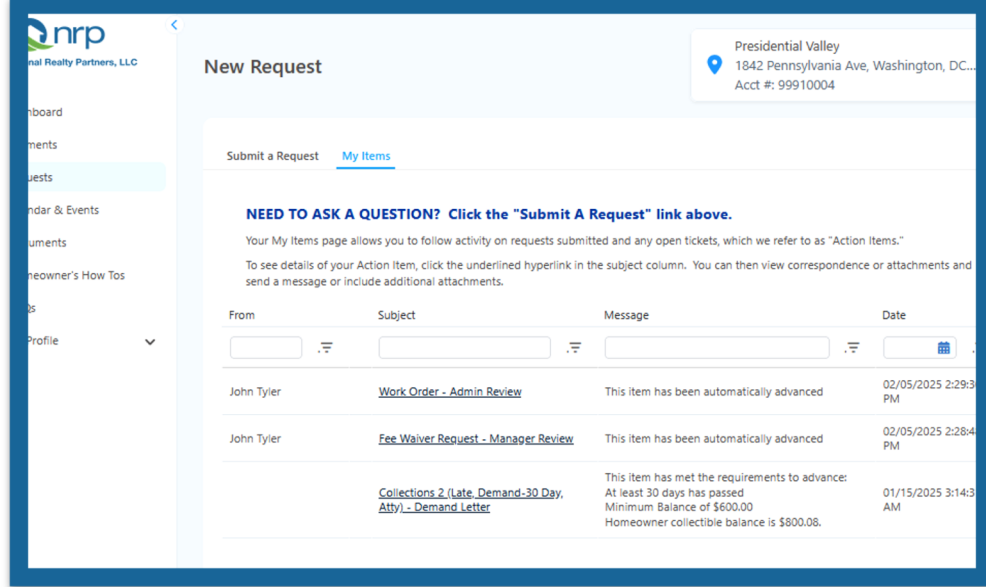 nrp
nal Realty Partners, LLC
New Request
Presidential Valley
1842 Pennsylvania Ave, Washington, DC...
Acct #: 99910004
nboard
ments
uests
ndar & Events
uments
neowner's How Tos
Qs
Profile
Submit a Request
My Items
NEED TO ASK A QUESTION? Click the "Submit A Request" link above.
Your My Items page allows you to follow activity on requests submitted and any open tickets, which we refer to as "Action Items."
To see details of your Action Item, click the underlined hyperlink in the subject column. You can then view correspondence or attachments and
send a message or include additional attachments.
From Subject Message Date
John Tyler Work Order - Admin Review This item has been automatically advanced 02/05/2025 2:29:3
PM
John Tyler Fee Waiver Request - Manager Review This item has been automatically advanced 02/05/2025 2:28:4
PM
Collections 2 (Late, Demand-30 Day,
Atty) - Demand Letter
This item has met the requirements to advance:
At least 30 days has passed
Minimum Balance of $600.00
Homeowner collectible balance is $800.08.
01/15/2025 3:14:3
AM